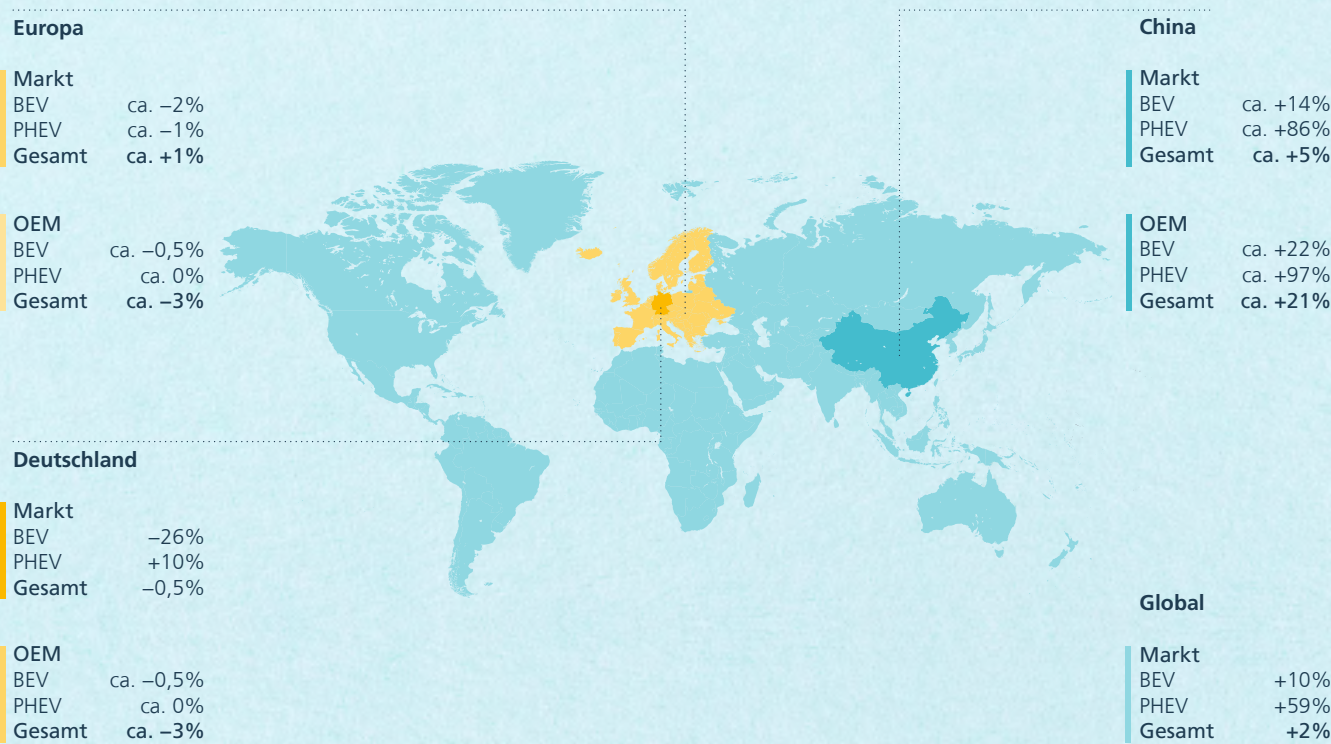 Europa
Markt
BEV ca. –2%
PHEV ca. –1%
Gesamt ca. +1%
OEM
BEV ca. –0,5%
PHEV ca. 0%
Gesamt ca. –3%
Deutschland
Markt
BEV –26%
PHEV +10%
Gesamt –0,5%
OEM
BEV ca. –0,5%
PHEV ca. 0%
Gesamt ca. –3%
China
Markt
BEV ca. +14%
PHEV ca. +86%
Gesamt ca. +5%
OEM
BEV ca. +22%
PHEV ca. +97%
Gesamt ca. +21%
Global
Markt
BEV +10%
PHEV +59%
Gesamt +2%